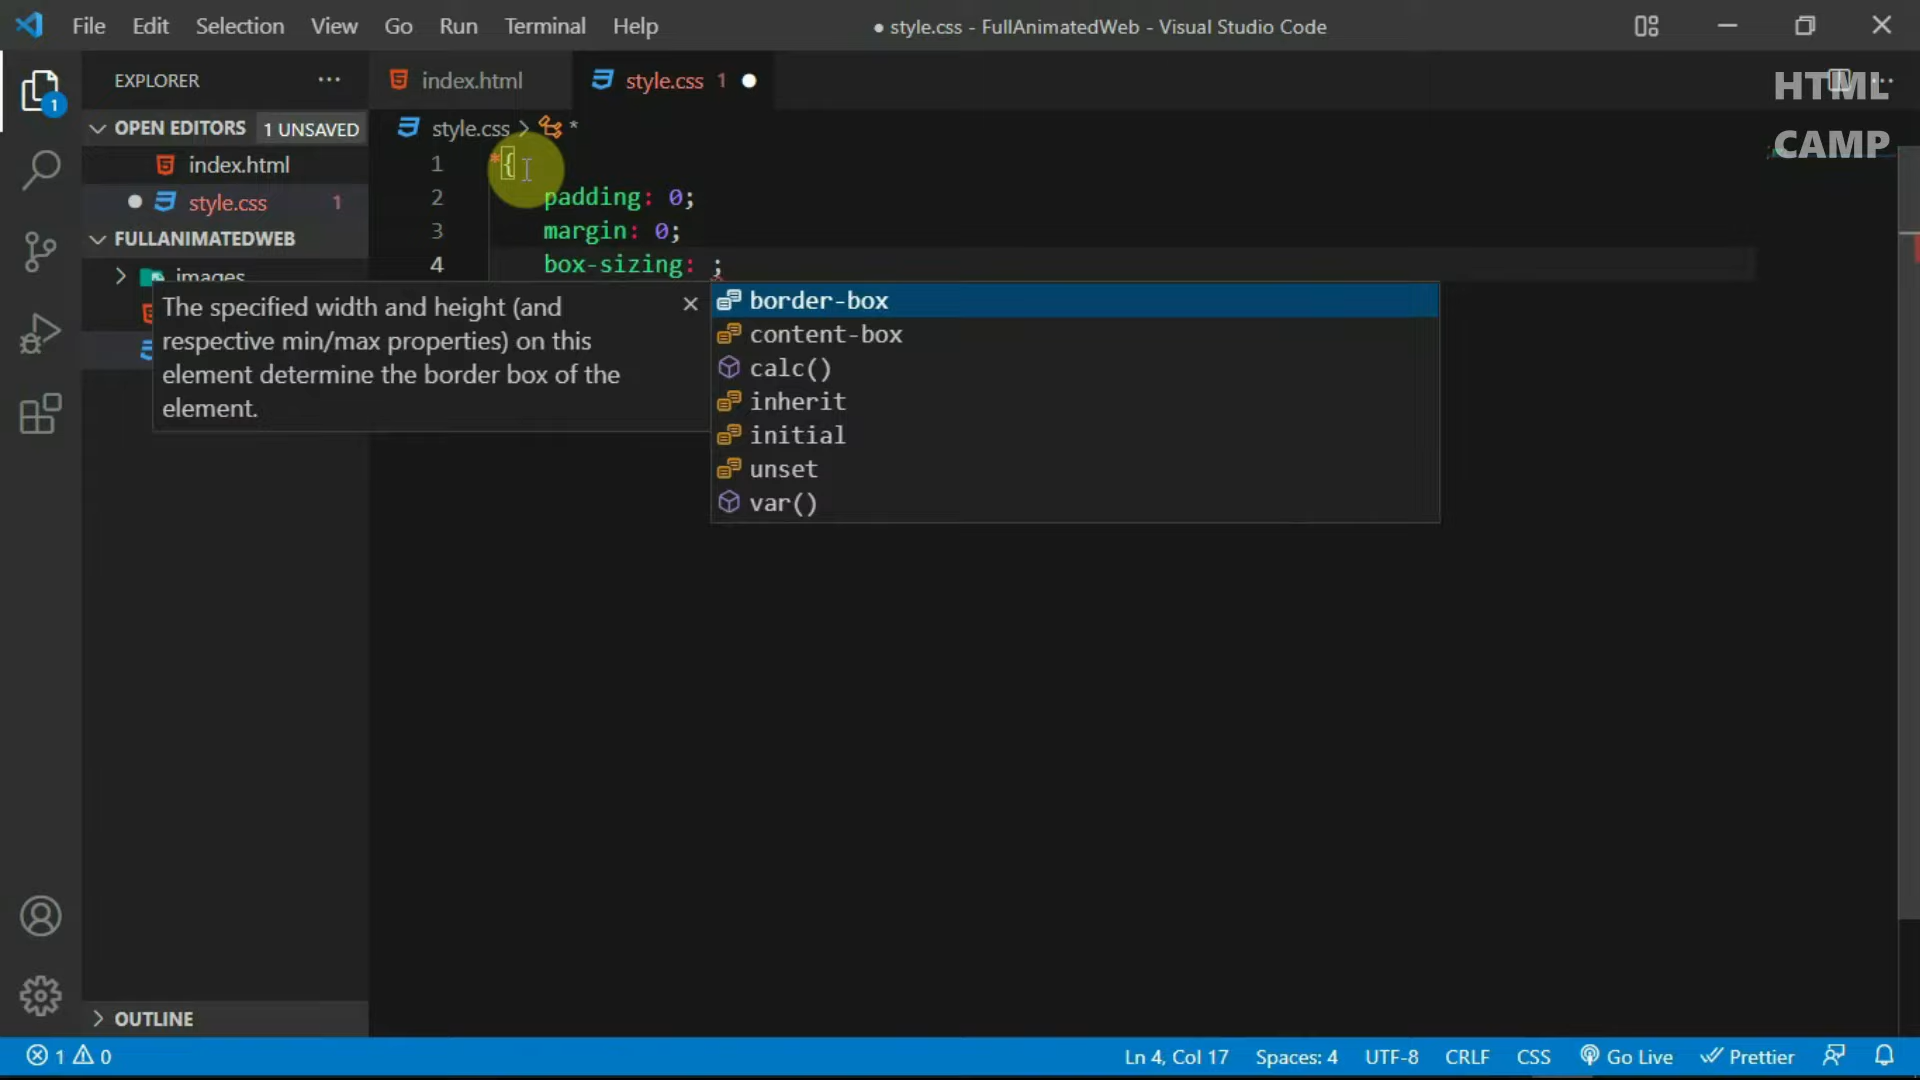 File Edit Selection View Go Run Terminal Help
● style.css - FullAnimatedWeb - Visual Studio Code
EXPLORER ···
index.html
style.css 1 ●
HTML
CAMP
OPEN EDITORS 1 UNSAVED
index.html
● style.css 1
FULLANIMATEDWEB
images
style.css > *
1 *{
2 padding: 0;
3 margin: 0;
4 box-sizing: ;
The specified width and height (and
respective min/max properties) on this
element determine the border box of the
element.
border-box
content-box
calc()
inherit
initial
unset
var()
1
OUTLINE
1 0
Ln 4, Col 17 Spaces: 4 UTF-8 CRLF CSS Go Live Prettier